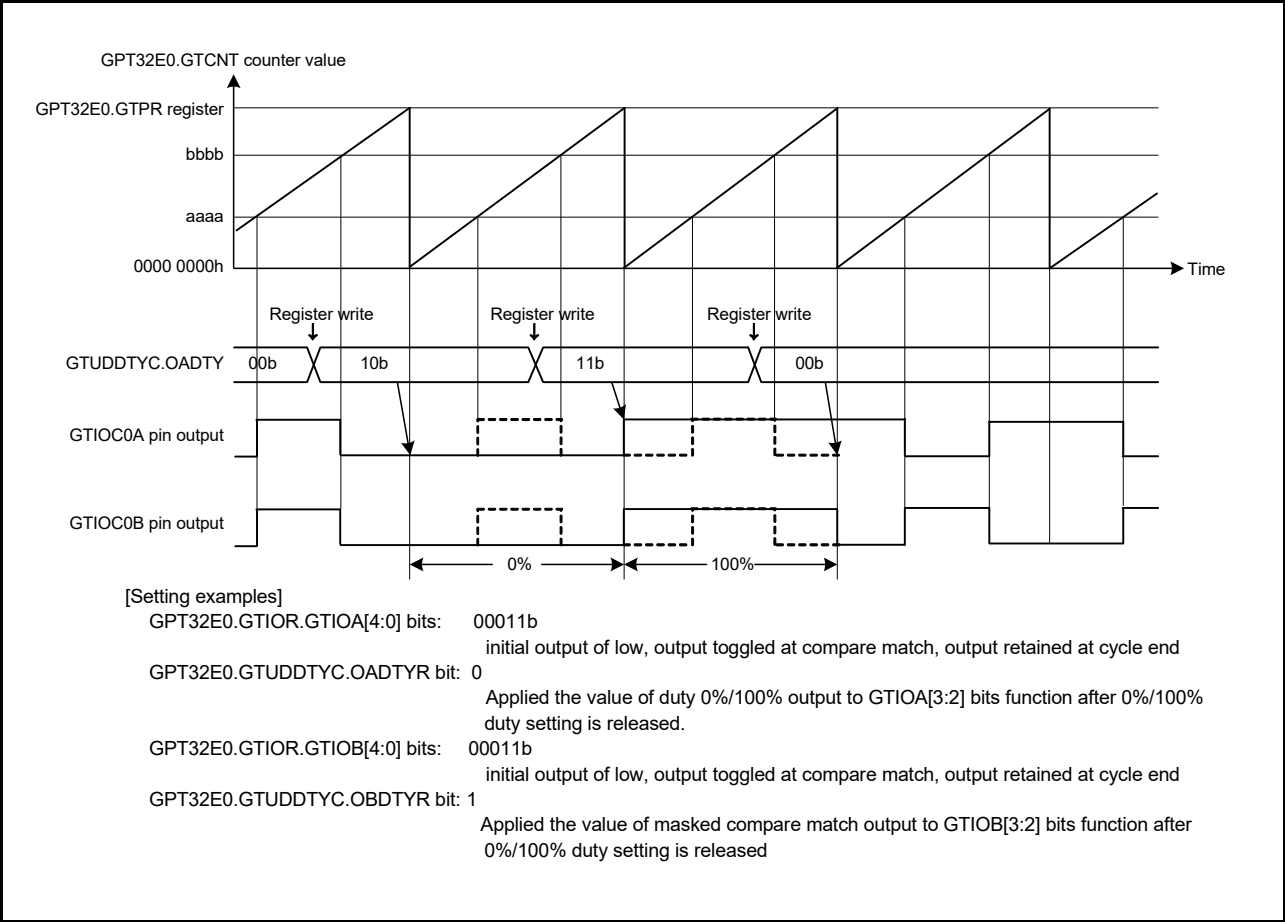 GPT32E0.GTCNT counter value
GPT32E0.GTPR register
bbbb
aaaa
0000 0000h
Time
Register write
Register write
Register write
GTUDDTYC.OADTY
00b
10b
11b
00b
GTIOC0A pin output
GTIOC0B pin output
0%
100%
[Setting examples]
GPT32E0.GTIOR.GTIOA[4:0] bits: 00011b
initial output of low, output toggled at compare match, output retained at cycle end
GPT32E0.GTUDDTYC.OADTYR bit: 0
Applied the value of duty 0%/100% output to GTIOA[3:2] bits function after 0%/100%
duty setting is released.
GPT32E0.GTIOR.GTIOB[4:0] bits: 00011b
initial output of low, output toggled at compare match, output retained at cycle end
GPT32E0.GTUDDTYC.OBDTYR bit: 1
Applied the value of masked compare match output to GTIOB[3:2] bits function after
0%/100% duty setting is released